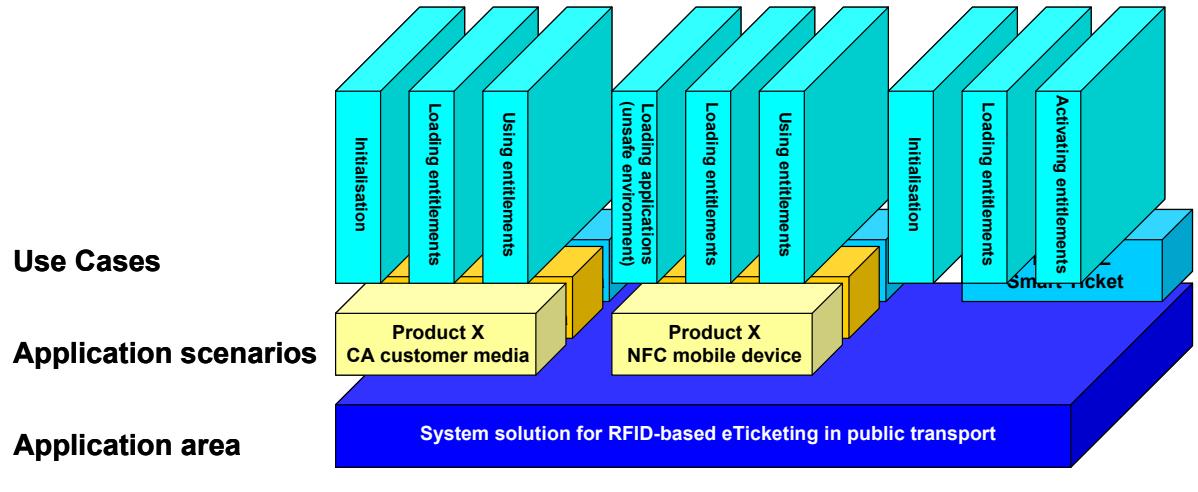 Initialisation
Loading entitlements
Using entitlements
Loading applications
(unsafe environment)
Loading entitlements
Using entitlements
Initialisation
Loading entitlements
Activating entitlements
Use Cases
Smart Ticket
Product X
CA customer media
Product X
NFC mobile device
Application scenarios
System solution for RFID-based eTicketing in public transport
Application area